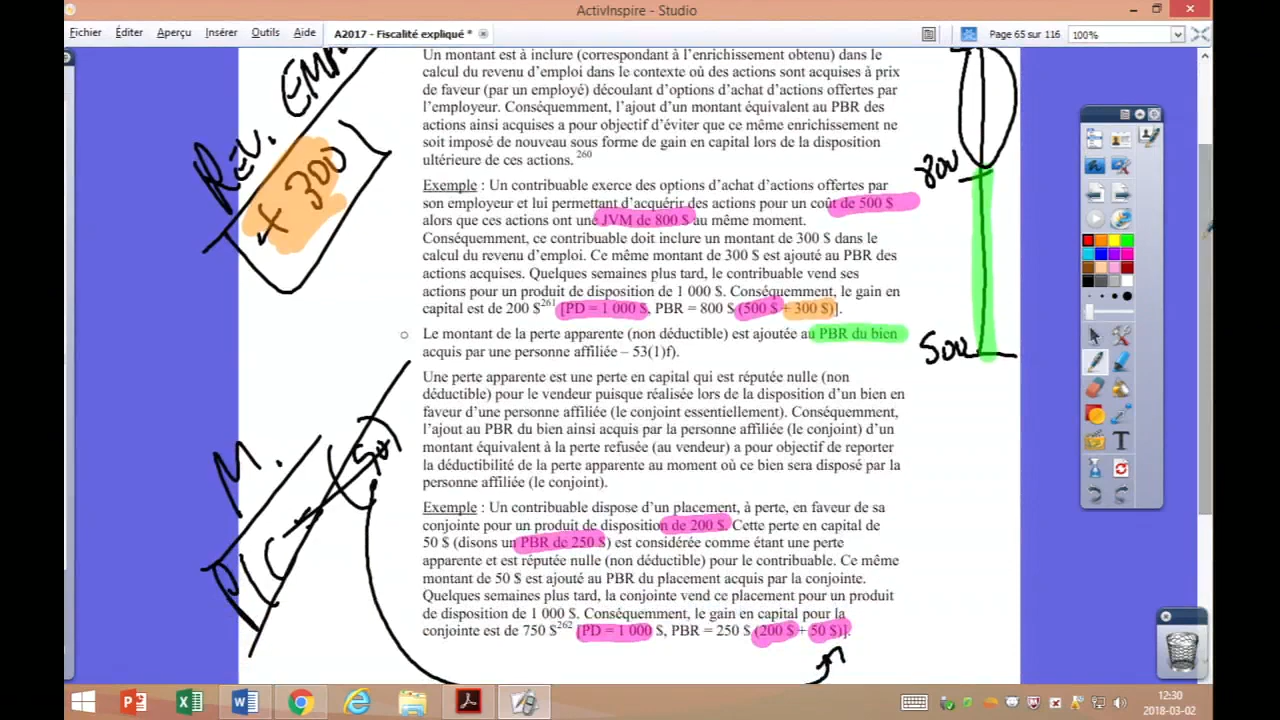 ActivInspire - Studio
Fichier Éditer Aperçu Insérer Outils Aide A2017 - Fiscalité expliqué * Page 65 sur 116 100%
Un montant est à inclure (correspondant à l'enrichissement obtenu) dans le
calcul du revenu d'emploi dans le contexte où des actions sont acquises à prix
de faveur (par un employé) découlant d'options d'achat d'actions offertes par
l'employeur. Conséquemment, l'ajout d'un montant équivalent au PBR des
actions ainsi acquises a pour objectif d'éviter que ce même enrichissement ne
soit imposé de nouveau sous forme de gain en capital lors de la disposition
ultérieure de ces actions. 260
Exemple : Un contribuable exerce des options d'achat d'actions offertes par
son employeur et lui permettant d'acquérir des actions pour un coût de 500 $
alors que ces actions ont une JVM de 800 $ au même moment.
Conséquemment, ce contribuable doit inclure un montant de 300 $ dans le
calcul du revenu d'emploi. Ce même montant de 300 $ est ajouté au PBR des
actions acquises. Quelques semaines plus tard, le contribuable vend ses
actions pour un produit de disposition de 1 000 $. Conséquemment, le gain en
capital est de 200 $261 [PD = 1 000 $, PBR = 800 $ (500 $ + 300 $)].
o Le montant de la perte apparente (non déductible) est ajoutée au PBR du bien
acquis par une personne affiliée – 53(1)f).
Une perte apparente est une perte en capital qui est réputée nulle (non
déductible) pour le vendeur puisque réalisée lors de la disposition d'un bien en
faveur d'une personne affiliée (le conjoint essentiellement). Conséquemment,
l'ajout au PBR du bien ainsi acquis par la personne affiliée (le conjoint) d'un
montant équivalent à la perte refusée (au vendeur) a pour objectif de reporter
la déductibilité de la perte apparente au moment où ce bien sera disposé par la
personne affiliée (le conjoint).
Exemple : Un contribuable dispose d'un placement, à perte, en faveur de sa
conjointe pour un produit de disposition de 200 $. Cette perte en capital de
50 $ (disons un PBR de 250 $) est considérée comme étant une perte
apparente et est réputée nulle (non déductible) pour le contribuable. Ce même
montant de 50 $ est ajouté au PBR du placement acquis par la conjointe.
Quelques semaines plus tard, la conjointe vend ce placement pour un produit
de disposition de 1 000 $. Conséquemment, le gain en capital pour la
conjointe est de 750 $262 [PD = 1 000 $, PBR = 250 $ (200 $ + 50 $)].
REV. EMP
+ 300
800
500
M.
(50)
12:30
2018-03-02